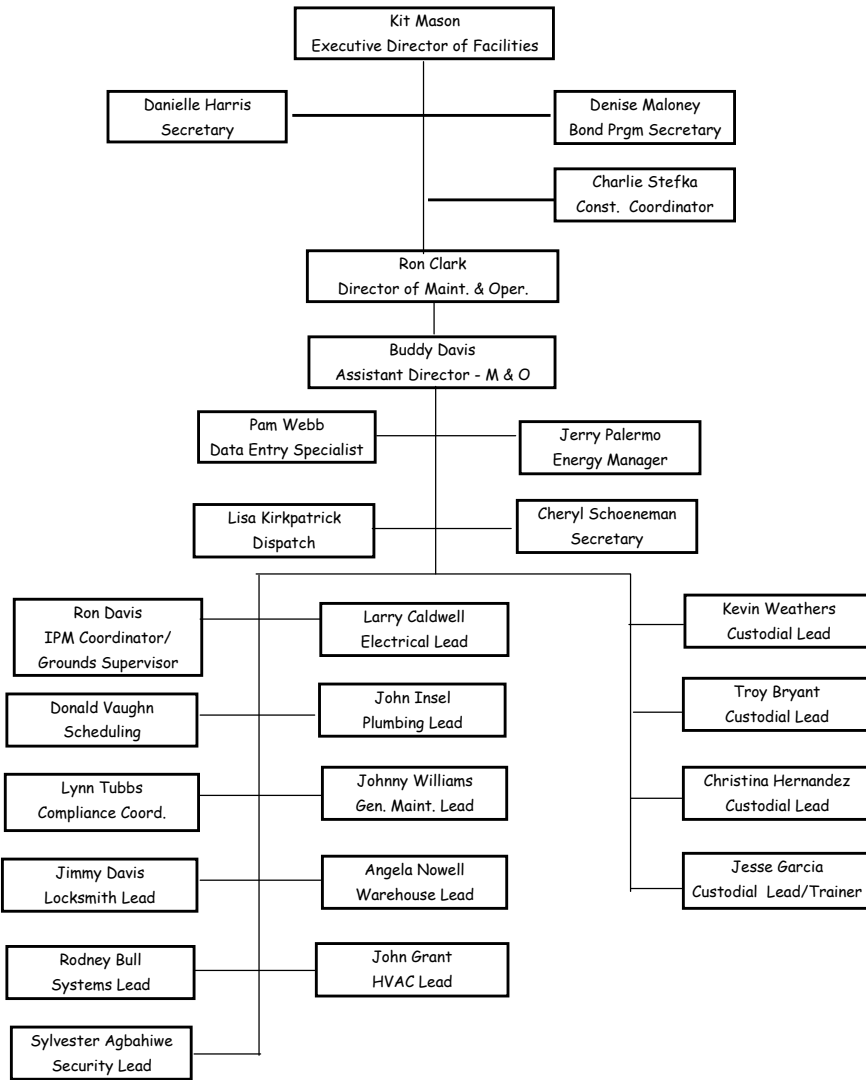 Kit Mason
Executive Director of Facilities
Danielle Harris
Secretary
Denise Maloney
Bond Prgm Secretary
Charlie Stefka
Const.  Coordinator
Ron Clark
Director of Maint. & Oper.
Buddy Davis
Assistant Director - M & O
Pam Webb
Data Entry Specialist
Jerry Palermo
Energy Manager
Lisa Kirkpatrick
Dispatch
Cheryl Schoeneman
Secretary
Ron Davis
IPM Coordinator/
Grounds Supervisor
Larry Caldwell
Electrical Lead
Kevin Weathers
Custodial Lead
Donald Vaughn
Scheduling
John Insel
Plumbing Lead
Troy Bryant
Custodial Lead
Lynn Tubbs
Compliance Coord.
Johnny Williams
Gen. Maint. Lead
Christina Hernandez
Custodial Lead
Jimmy Davis
Locksmith Lead
Angela Nowell
Warehouse Lead
Jesse Garcia
Custodial  Lead/Trainer
Rodney Bull
Systems Lead
John Grant
HVAC Lead
Sylvester Agbahiwe
Security Lead